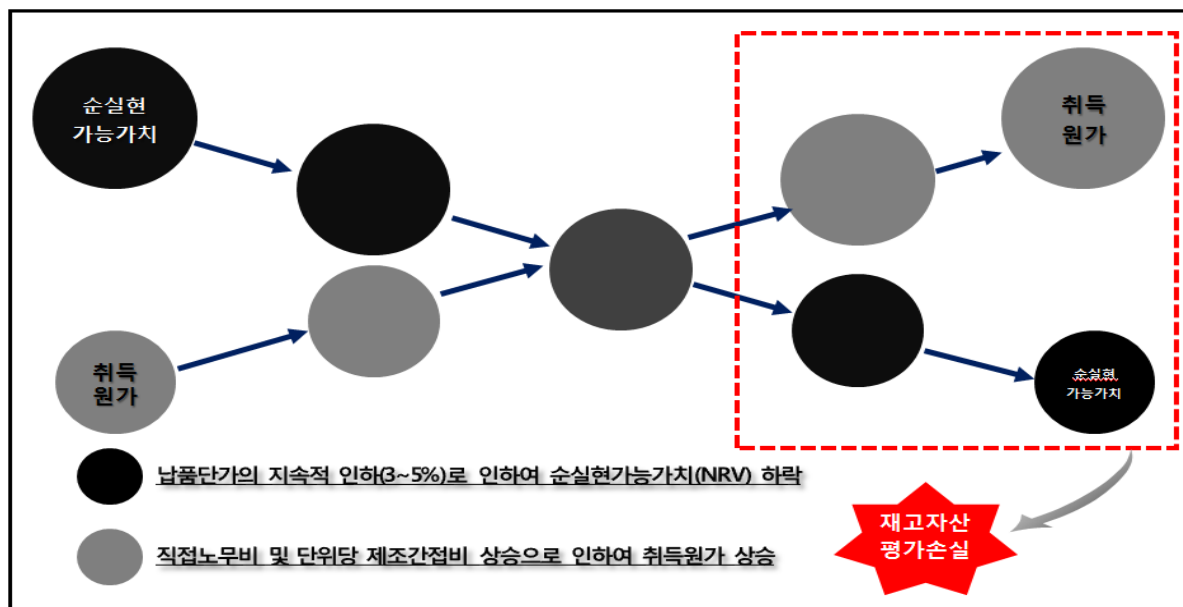 순실현
가능가치
취득
원가
취득
원가
순실현
가능가치
납품단가의 지속적 인하(3~5%)로 인하여 순실현가능가치(NRV) 하락
직접노무비 및 단위당 제조간접비 상승으로 인하여 취득원가 상승
재고자산
평가손실